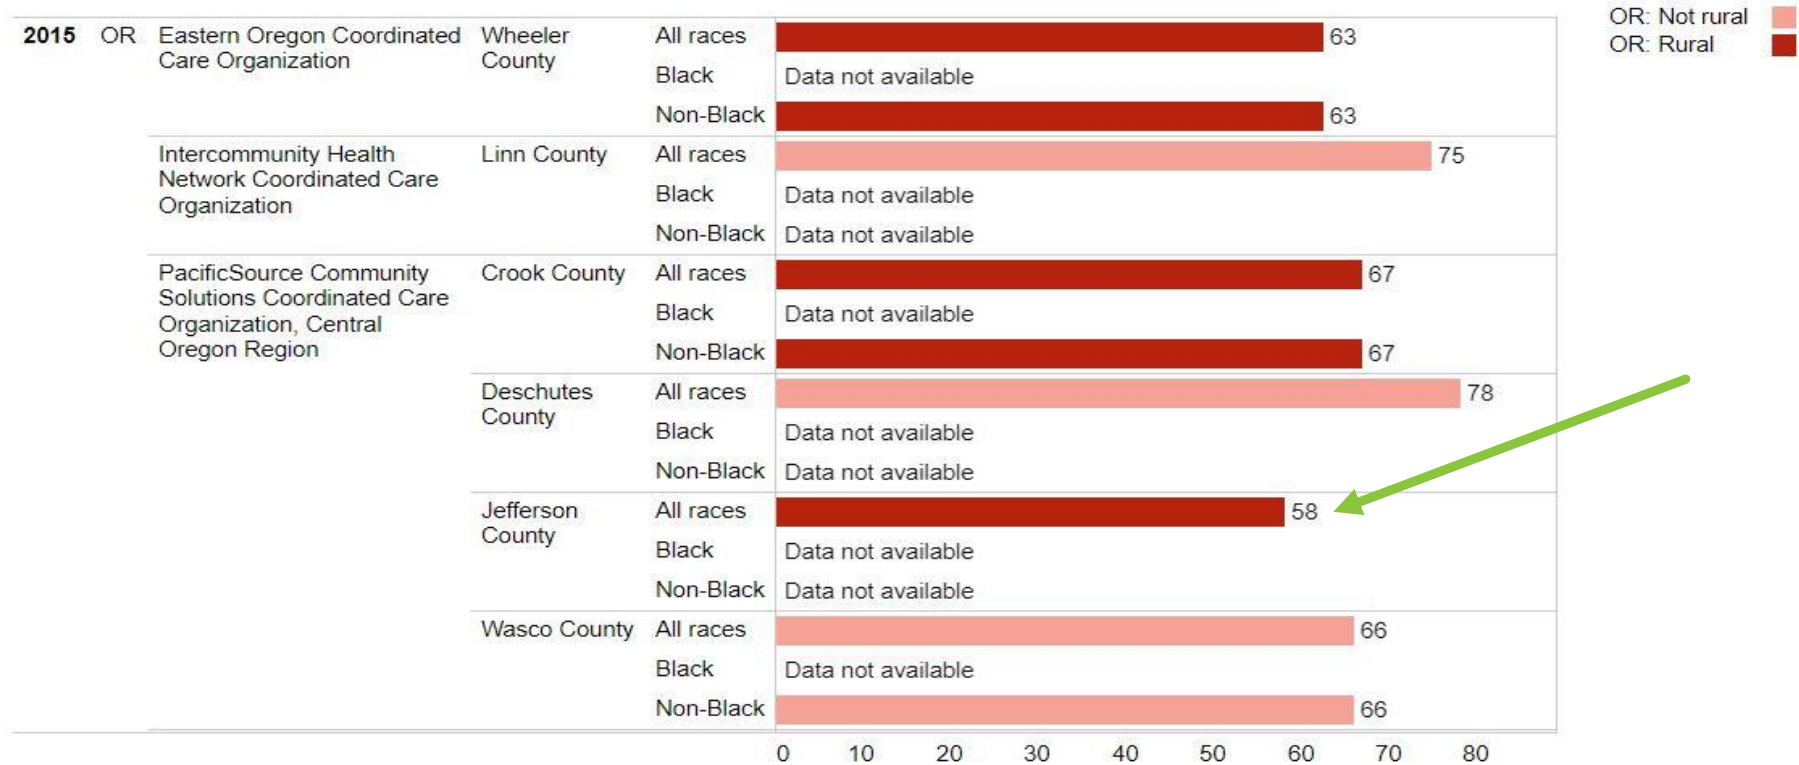 OR: Not rural
OR: Rural
2015 OR Eastern Oregon Coordinated Wheeler All races 63
Care Organization County
Black Data not available
Non-Black 63
Intercommunity Health Linn County All races 75
Network Coordinated Care
Organization
Black Data not available
Non-Black Data not available
PacificSource Community Crook County All races 67
Solutions Coordinated Care
Organization, Central
Oregon Region
Black Data not available
Non-Black 67
Deschutes All races 78
County
Black Data not available
Non-Black Data not available
Jefferson All races 58
County
Black Data not available
Non-Black Data not available
Wasco County All races 66
Black Data not available
Non-Black 66
0 10 20 30 40 50 60 70 80